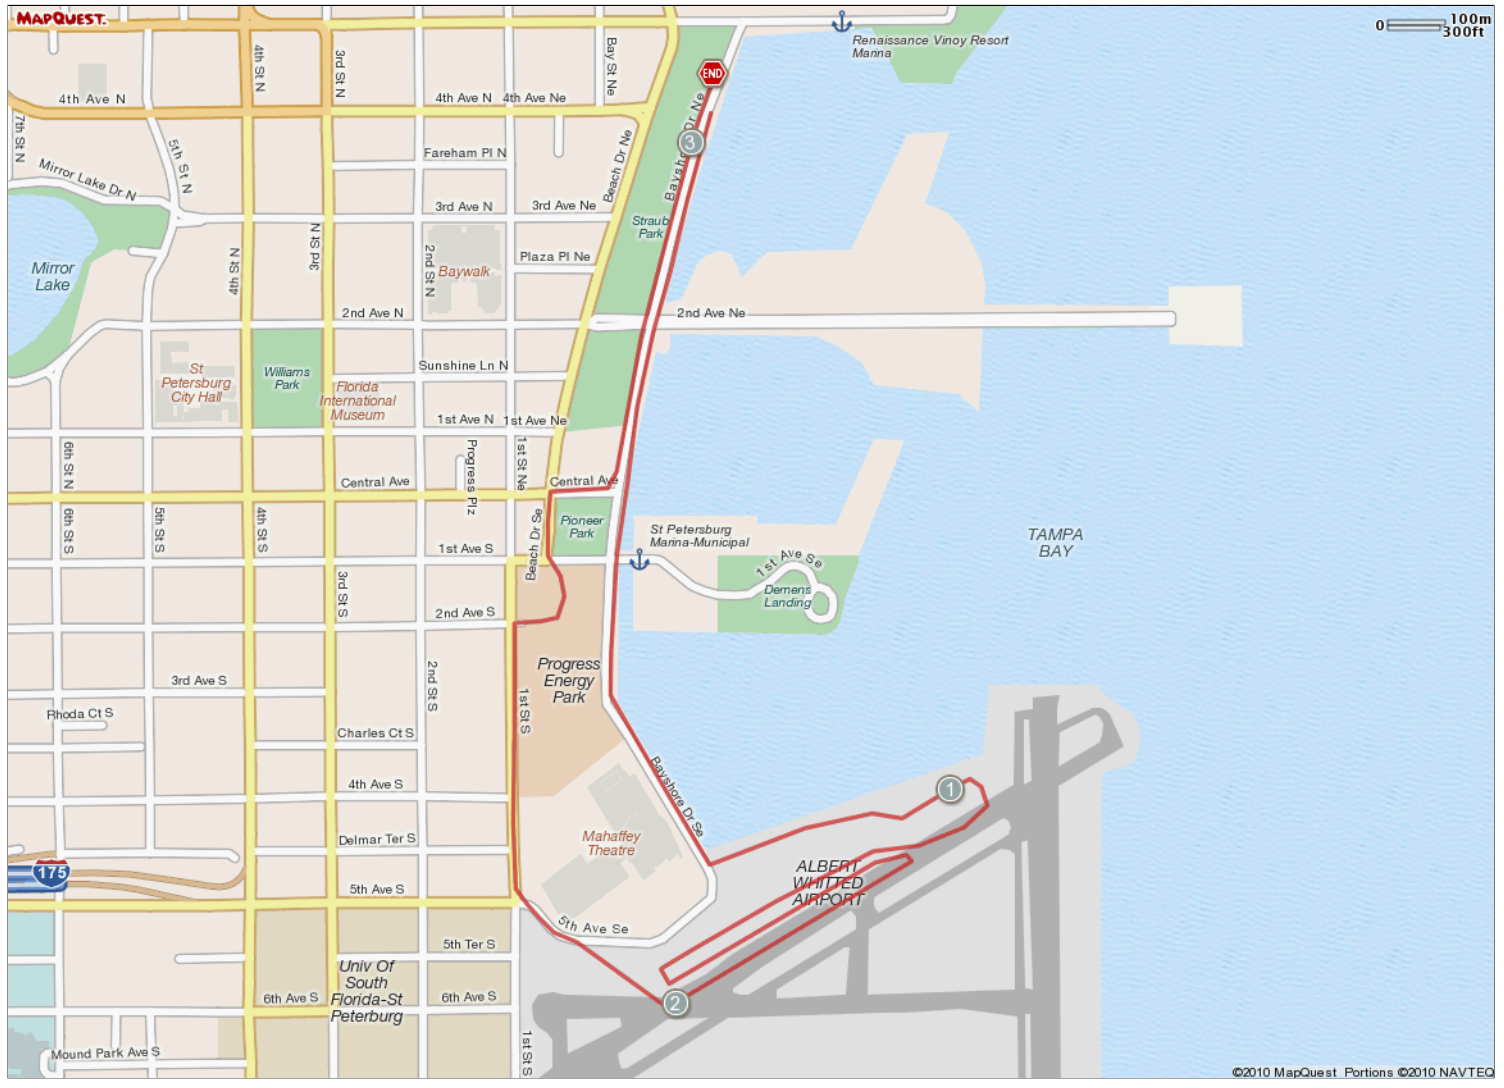 MAPQUEST.
0 100m
300ft
Renaissance Vinoy Resort
Marina
4th St N
3rd St N
Bay St Ne
4th Ave N
4th Ave N
4th Ave Ne
END
7th St N
5th St N
Mirror Lake Dr N
Fareham Pl N
Beach Dr Ne
Bayshore Dr Ne
3
3rd Ave N
3rd Ave Ne
Straub
Park
Mirror
Lake
4th St N
3rd St N
2nd St N
Baywalk
Plaza Pl Ne
2nd Ave N
2nd Ave Ne
St
Petersburg
City Hall
Williams
Park
Florida
International
Museum
Sunshine Ln N
1st Ave N
1st Ave Ne
6th St N
Progress Plz
1st St Ne
Central Ave
Central Ave
6th St S
5th St S
4th St S
Beach Dr Se
Pioneer
Park
St Petersburg
Marina-Municipal
TAMPA
BAY
1st Ave S
1st Ave Se
Demens
Landing
3rd St S
2nd Ave S
Progress
Energy
Park
3rd Ave S
2nd St S
1st St S
Rhoda Ct S
Charles Ct S
Bayshore Dr Se
4th Ave S
1
Delmar Ter S
Mahaffey
Theatre
ALBERT
WHITTED
AIRPORT
175
5th Ave S
5th Ave Se
5th Ter S
Univ Of
South
Florida-St
Peterburg
6th Ave S
6th Ave S
2
Mound Park Ave S
1st St S
©2010 MapQuest Portions ©2010 NAVTEQ